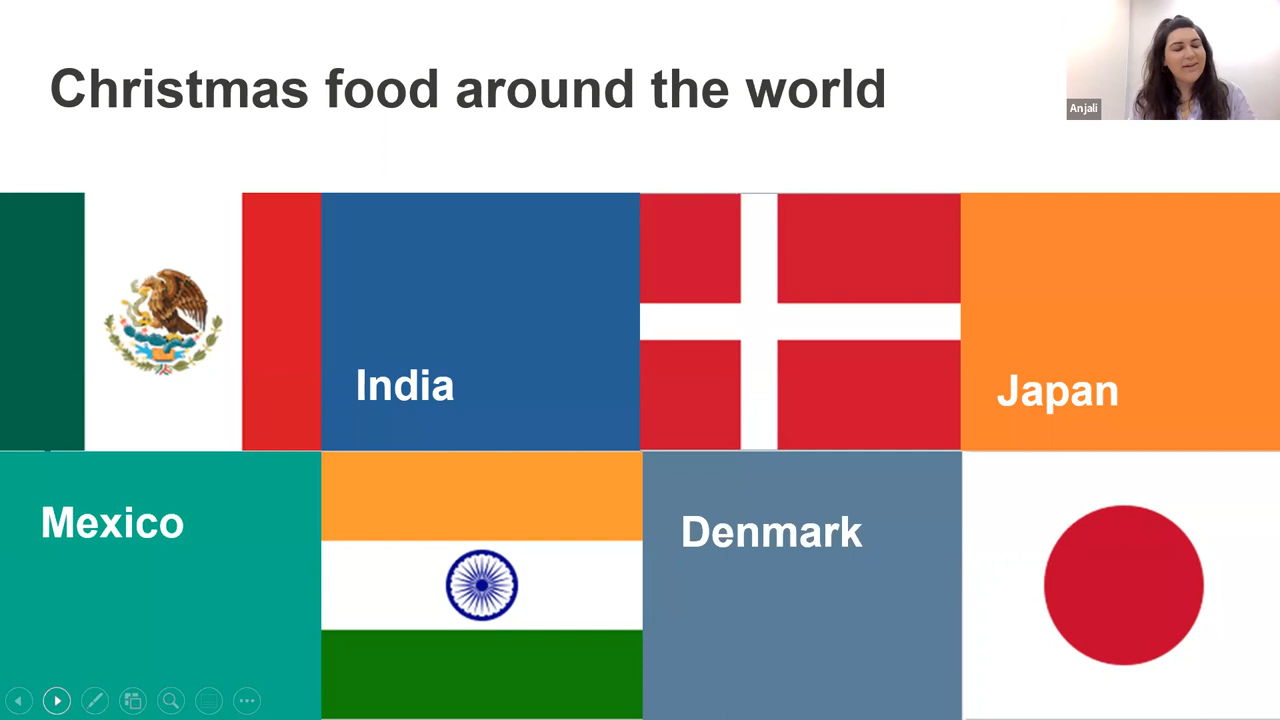 Christmas food around the world
Anjali
India
Japan
Mexico
Denmark